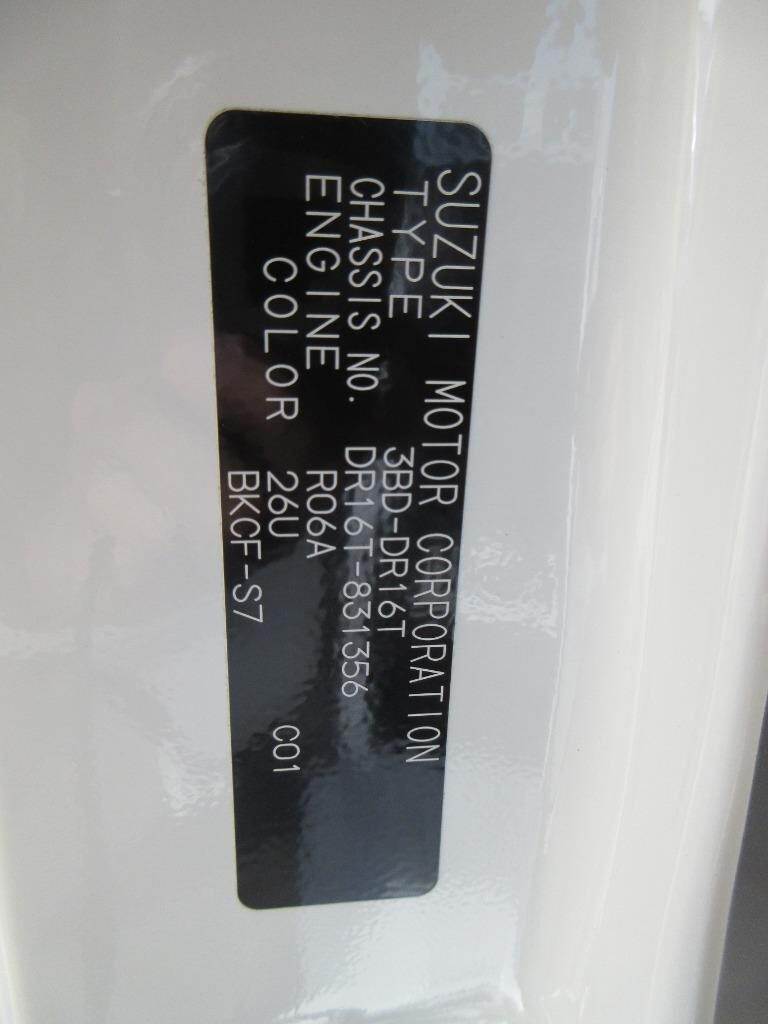 SUZUKI MOTOR CORPORATION
TYPE 3BD-DR16T
CHASSIS NO. DR16T-831356
ENGINE R06A
COLOR 26U C01
BKCF-S7